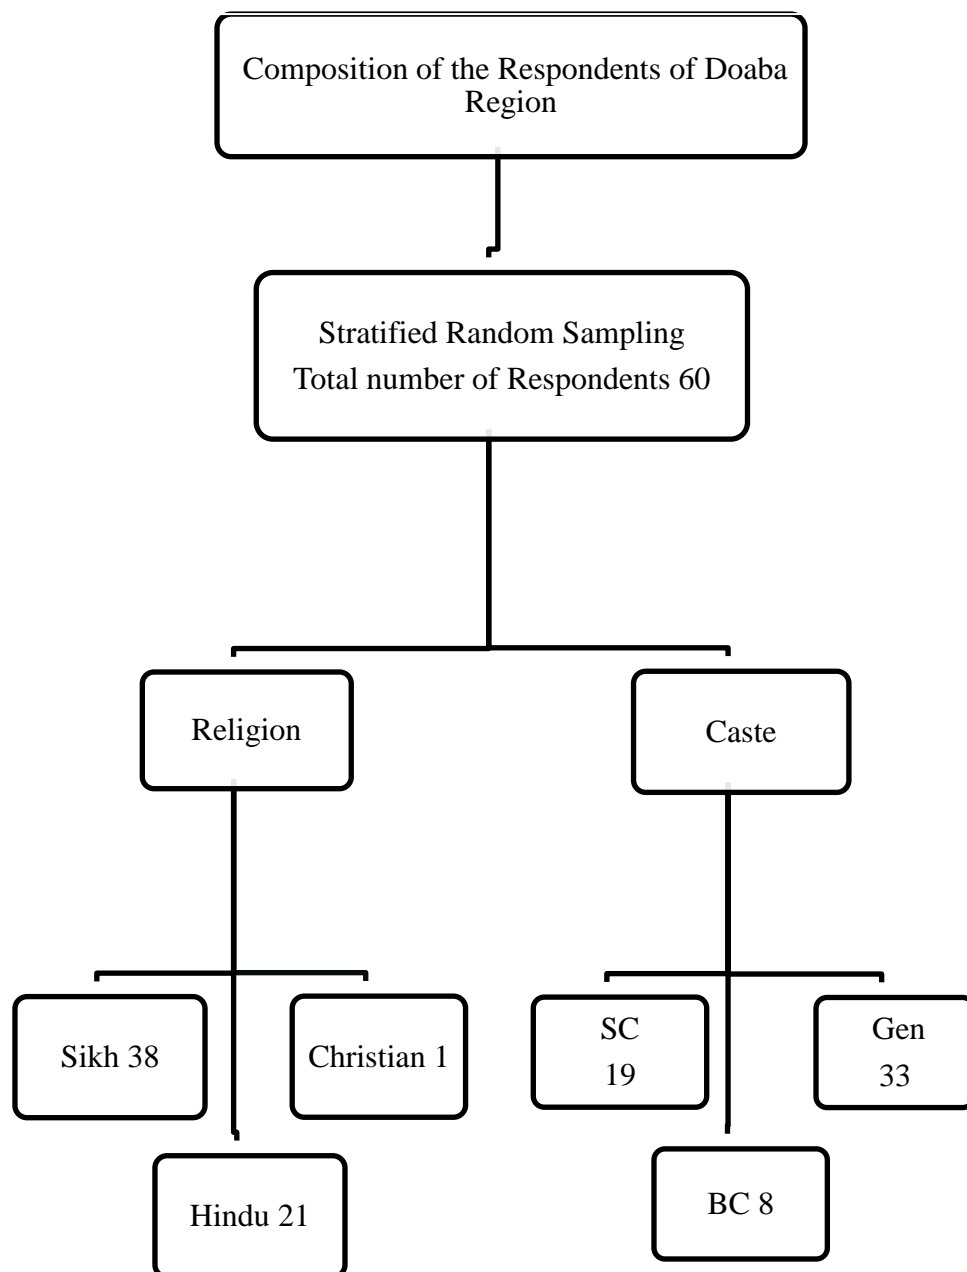 Composition of the Respondents of Doaba
Region
Stratified Random Sampling
Total number of Respondents 60
Religion
Caste
Sikh 38
Christian 1
SC
19
Gen
33
Hindu 21
BC 8